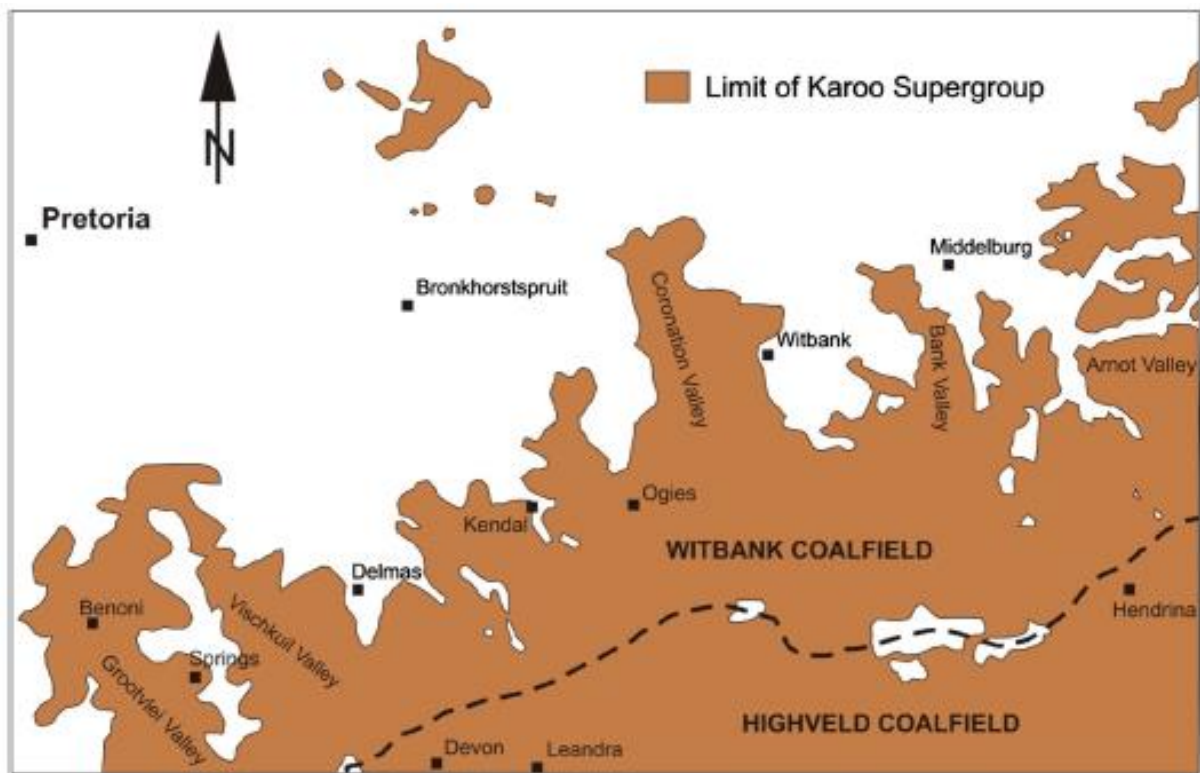 Limit of Karoo Supergroup
N
Pretoria
Middelburg
Bronkhorstspruit
Coronation Valley
Witbank
Bank Valley
Arnot Valley
Ogies
Kendal
WITBANK COALFIELD
Delmas
Benoni
Vischkuil Valley
Hendrina
Springs
Grootvlei Valley
HIGHVELD COALFIELD
Devon
Leandra